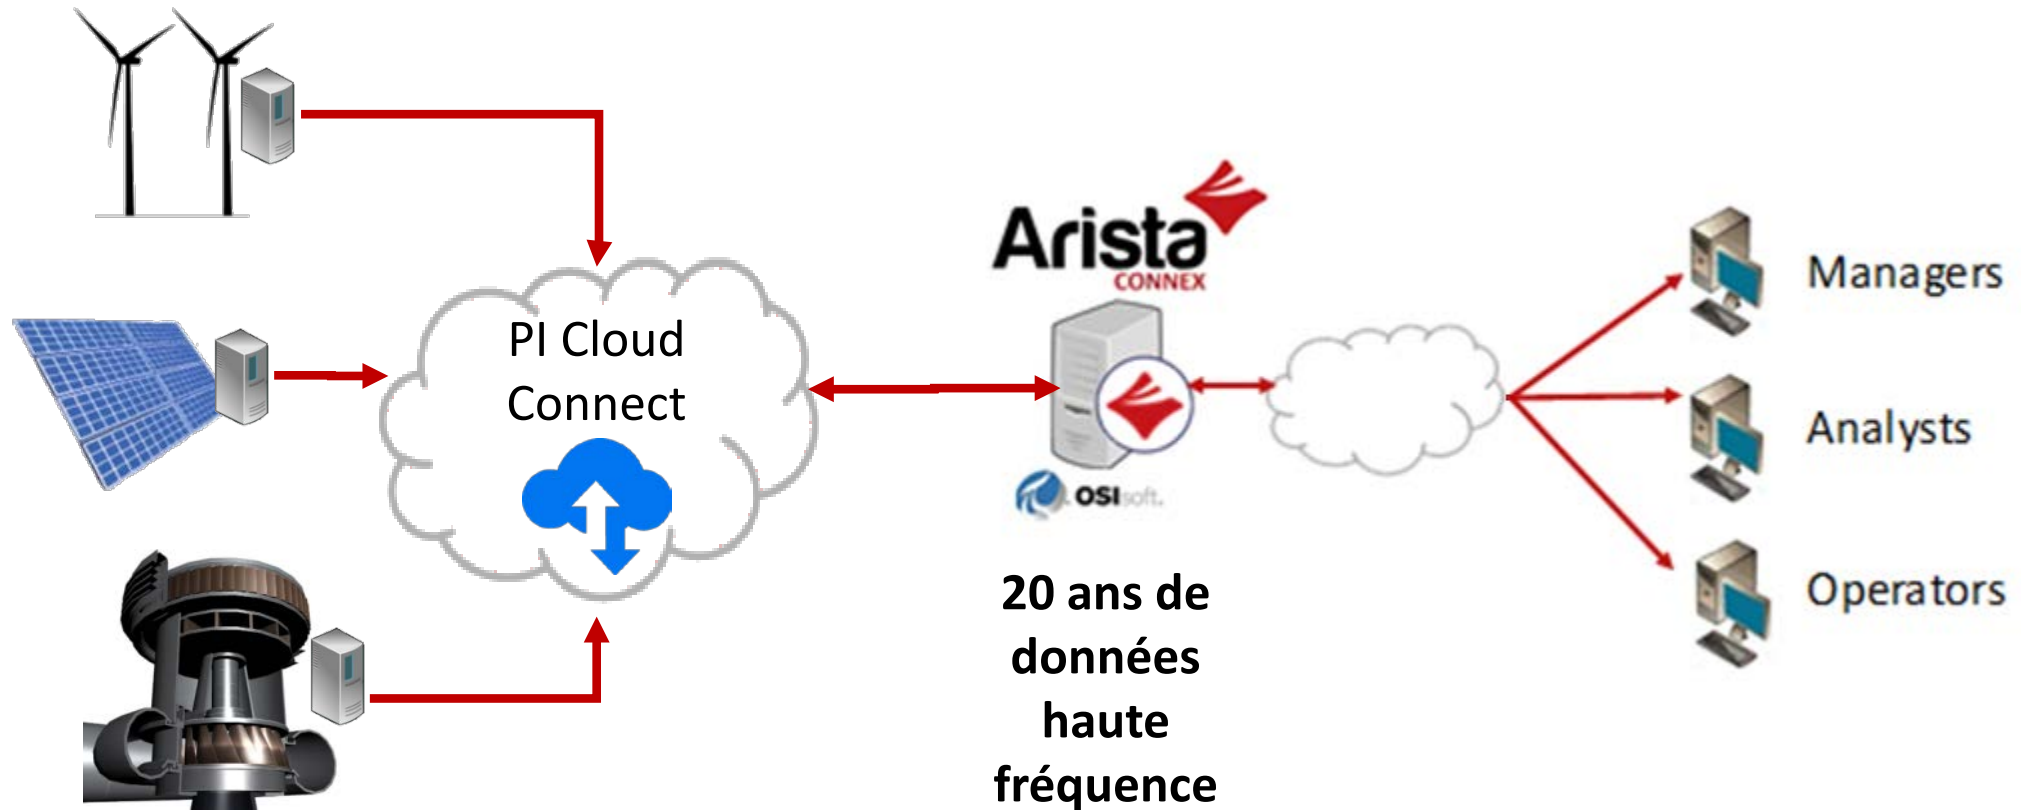 PI Cloud
Connect
Arista
CONNEX
OSIsoft.
20 ans de
données
haute
fréquence
Managers
Analysts
Operators